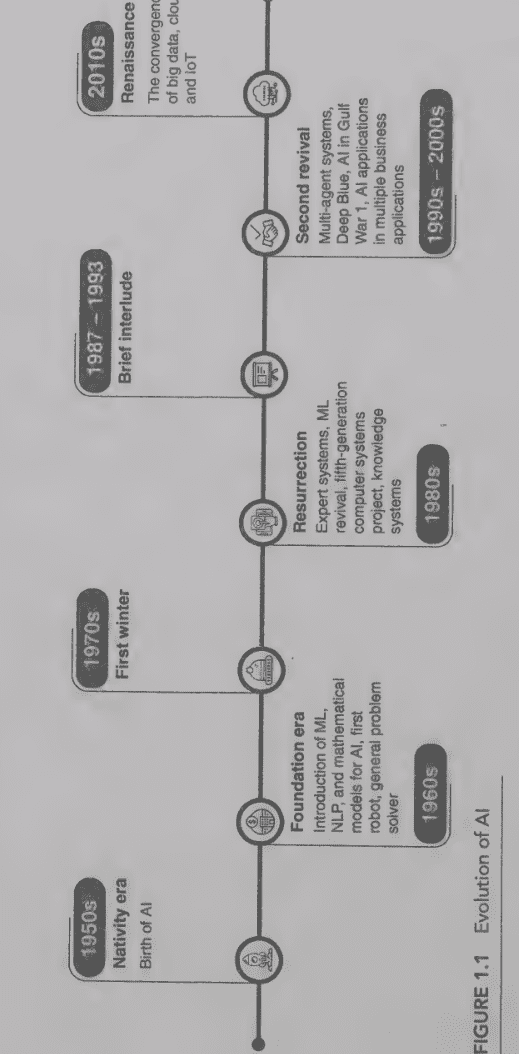 1950s
Nativity era
Birth of AI
Foundation era
Introduction of ML,
NLP, and mathematical
models for AI, first
robot, general problem
solver
1960s
1970s
First winter
Resurrection
Expert systems, ML
revival, fifth-generation
computer systems
project, knowledge
systems
1980s
1987 – 1993
Brief interlude
Second revival
Multi-agent systems,
Deep Blue, AI in Gulf
War 1, AI applications
in multiple business
applications
1990s – 2000s
2010s
Renaissance
The convergenc
of big data, clou
and IoT
FIGURE 1.1 Evolution of AI